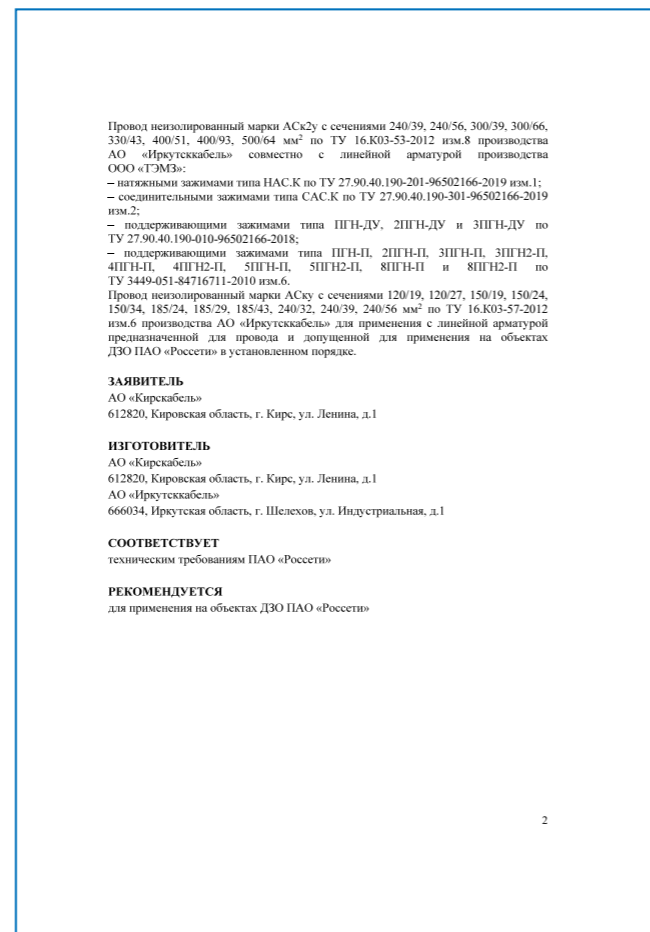 Провод неизолированный марки АСк2у с сечениями 240/39, 240/56, 300/39, 300/66,
330/43, 400/51, 400/93, 500/64 мм² по ТУ 16.К03-53-2012 изм.8 производства
АО «Иркутсккабель» совместно с линейной арматурой производства
ООО «ТЭМЗ»:
– натяжными зажимами типа НАС.К по ТУ 27.90.40.190-201-96502166-2019 изм.1;
– соединительными зажимами типа САС.К по ТУ 27.90.40.190-301-96502166-2019
изм.2;
– поддерживающими зажимами типа ПГН-ДУ, 2ПГН-ДУ и 3ПГН-ДУ по
ТУ 27.90.40.190-010-96502166-2018;
– поддерживающими зажимами типа ПГН-П, 2ПГН-П, 3ПГН-П, 3ПГН2-П,
4ПГН-П, 4ПГН2-П, 5ПГН-П, 5ПГН2-П, 8ПГН-П и 8ПГН2-П по
ТУ 3449-051-84716711-2010 изм.6.
Провод неизолированный марки АСку с сечениями 120/19, 120/27, 150/19, 150/24,
150/34, 185/24, 185/29, 185/43, 240/32, 240/39, 240/56 мм² по ТУ 16.К03-57-2012
изм.6 производства АО «Иркутсккабель» для применения с линейной арматурой
предназначенной для провода и допущенной для применения на объектах
ДЗО ПАО «Россети» в установленном порядке.
ЗАЯВИТЕЛЬ
АО «Кирскабель»
612820, Кировская область, г. Кирс, ул. Ленина, д.1
ИЗГОТОВИТЕЛЬ
АО «Кирскабель»
612820, Кировская область, г. Кирс, ул. Ленина, д.1
АО «Иркутсккабель»
666034, Иркутская область, г. Шелехов, ул. Индустриальная, д.1
СООТВЕТСТВУЕТ
техническим требованиям ПАО «Россети»
РЕКОМЕНДУЕТСЯ
для применения на объектах ДЗО ПАО «Россети»
2